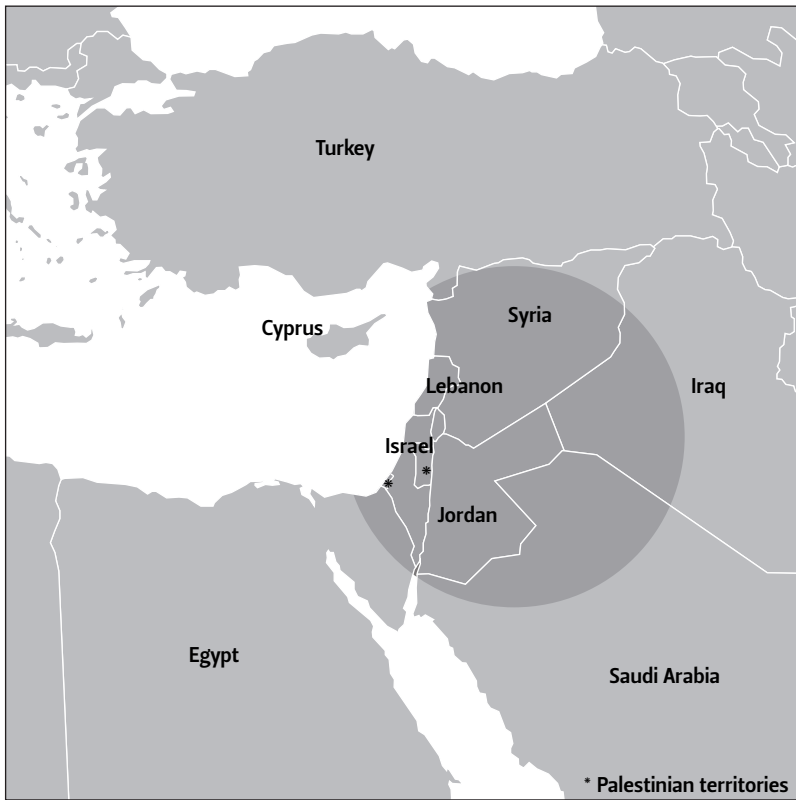 Turkey
Cyprus
Syria
Lebanon
Iraq
Israel
*
*
Jordan
Egypt
Saudi Arabia
* Palestinian territories